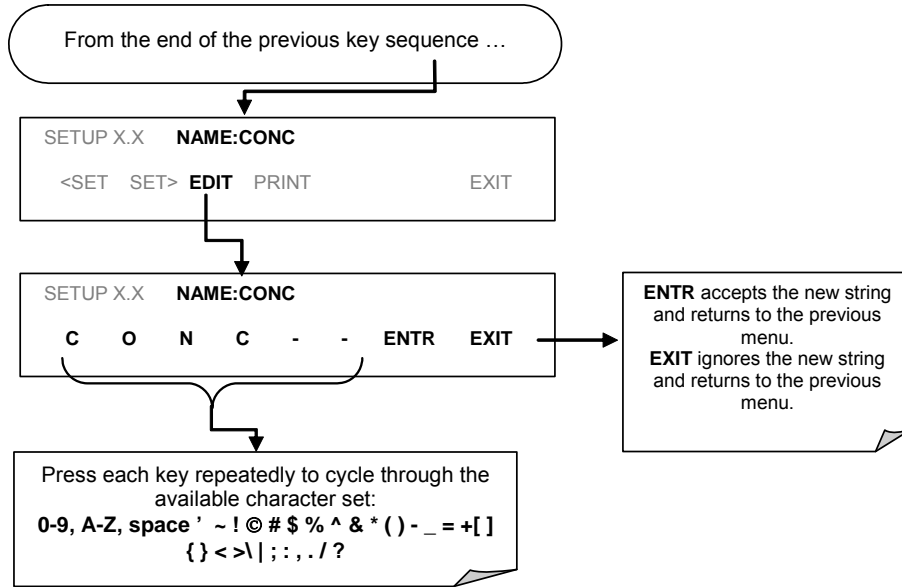 From the end of the previous key sequence …
SETUP X.X NAME:CONC
<SET SET> EDIT PRINT EXIT
SETUP X.X NAME:CONC
C O N C - - ENTR EXIT
ENTR accepts the new string
and returns to the previous
menu.
EXIT ignores the new string
and returns to the previous
menu.
Press each key repeatedly to cycle through the
available character set:
0-9, A-Z, space ’ ~ ! © # $ % ^ & * ( ) - _ = +[ ]
{ } < >\ | ; : , . / ?